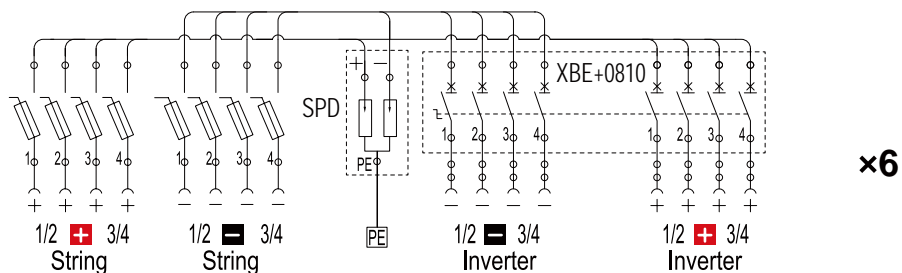 XBE+0810
+ −
SPD
1 2 3 4
1 2 3 4
PE
1 2 3 4
1 2 3 4
×6
+ + + +
− − − −
− − − −
+ + + +
1/2 + 3/4
String
1/2 − 3/4
String
PE
1/2 − 3/4
Inverter
1/2 + 3/4
Inverter